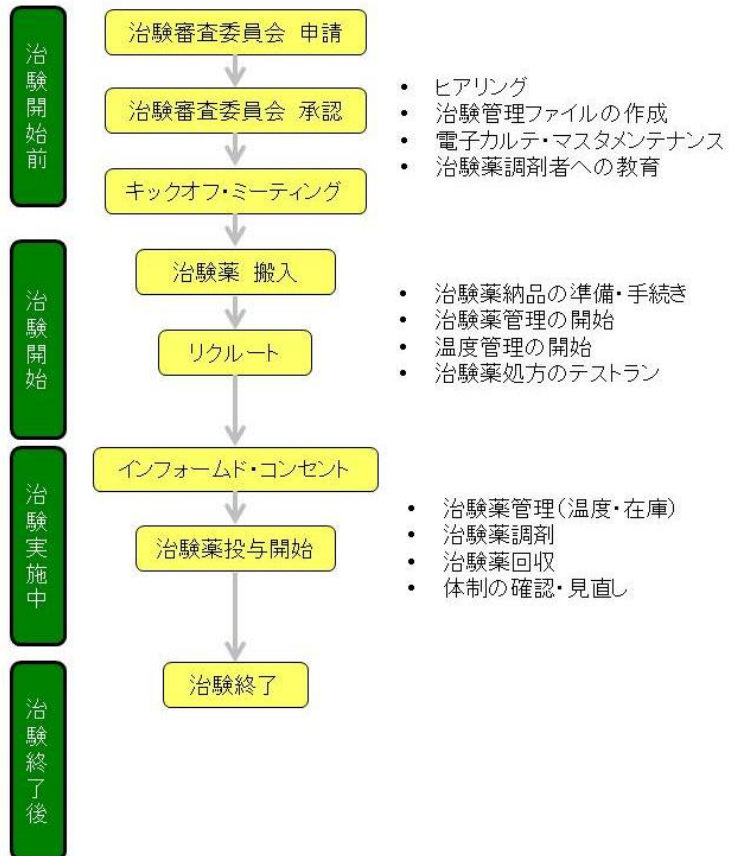 治験開始前
治験審査委員会 申請
治験審査委員会 承認
キックオフ・ミーティング
• ヒアリング
• 治験管理ファイルの作成
• 電子カルテ・マスタメンテナンス
• 治験薬調剤者への教育
治験開始
治験薬 搬入
リクルート
• 治験薬納品の準備・手続き
• 治験薬管理の開始
• 温度管理の開始
• 治験薬処方のテストラン
治験実施中
インフォームド・コンセント
治験薬投与開始
• 治験薬管理(温度・在庫)
• 治験薬調剤
• 治験薬回収
• 体制の確認・見直し
治験終了後
治験終了